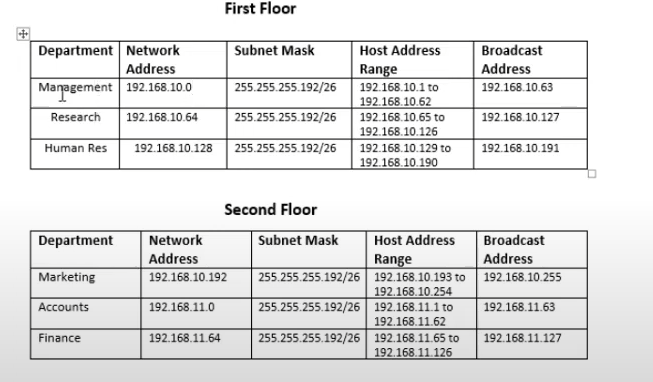 First Floor
Department Network Address Subnet Mask Host Address Range Broadcast Address
Management 192.168.10.0 255.255.255.192/26 192.168.10.1 to 192.168.10.62 192.168.10.63
Research 192.168.10.64 255.255.255.192/26 192.168.10.65 to 192.168.10.126 192.168.10.127
Human Res 192.168.10.128 255.255.255.192/26 192.168.10.129 to 192.168.10.190 192.168.10.191
Second Floor
Department Network Address Subnet Mask Host Address Range Broadcast Address
Marketing 192.168.10.192 255.255.255.192/26 192.168.10.193 to 192.168.10.254 192.168.10.255
Accounts 192.168.11.0 255.255.255.192/26 192.168.11.1 to 192.168.11.62 192.168.11.63
Finance 192.168.11.64 255.255.255.192/26 192.168.11.65 to 192.168.11.126 192.168.11.127